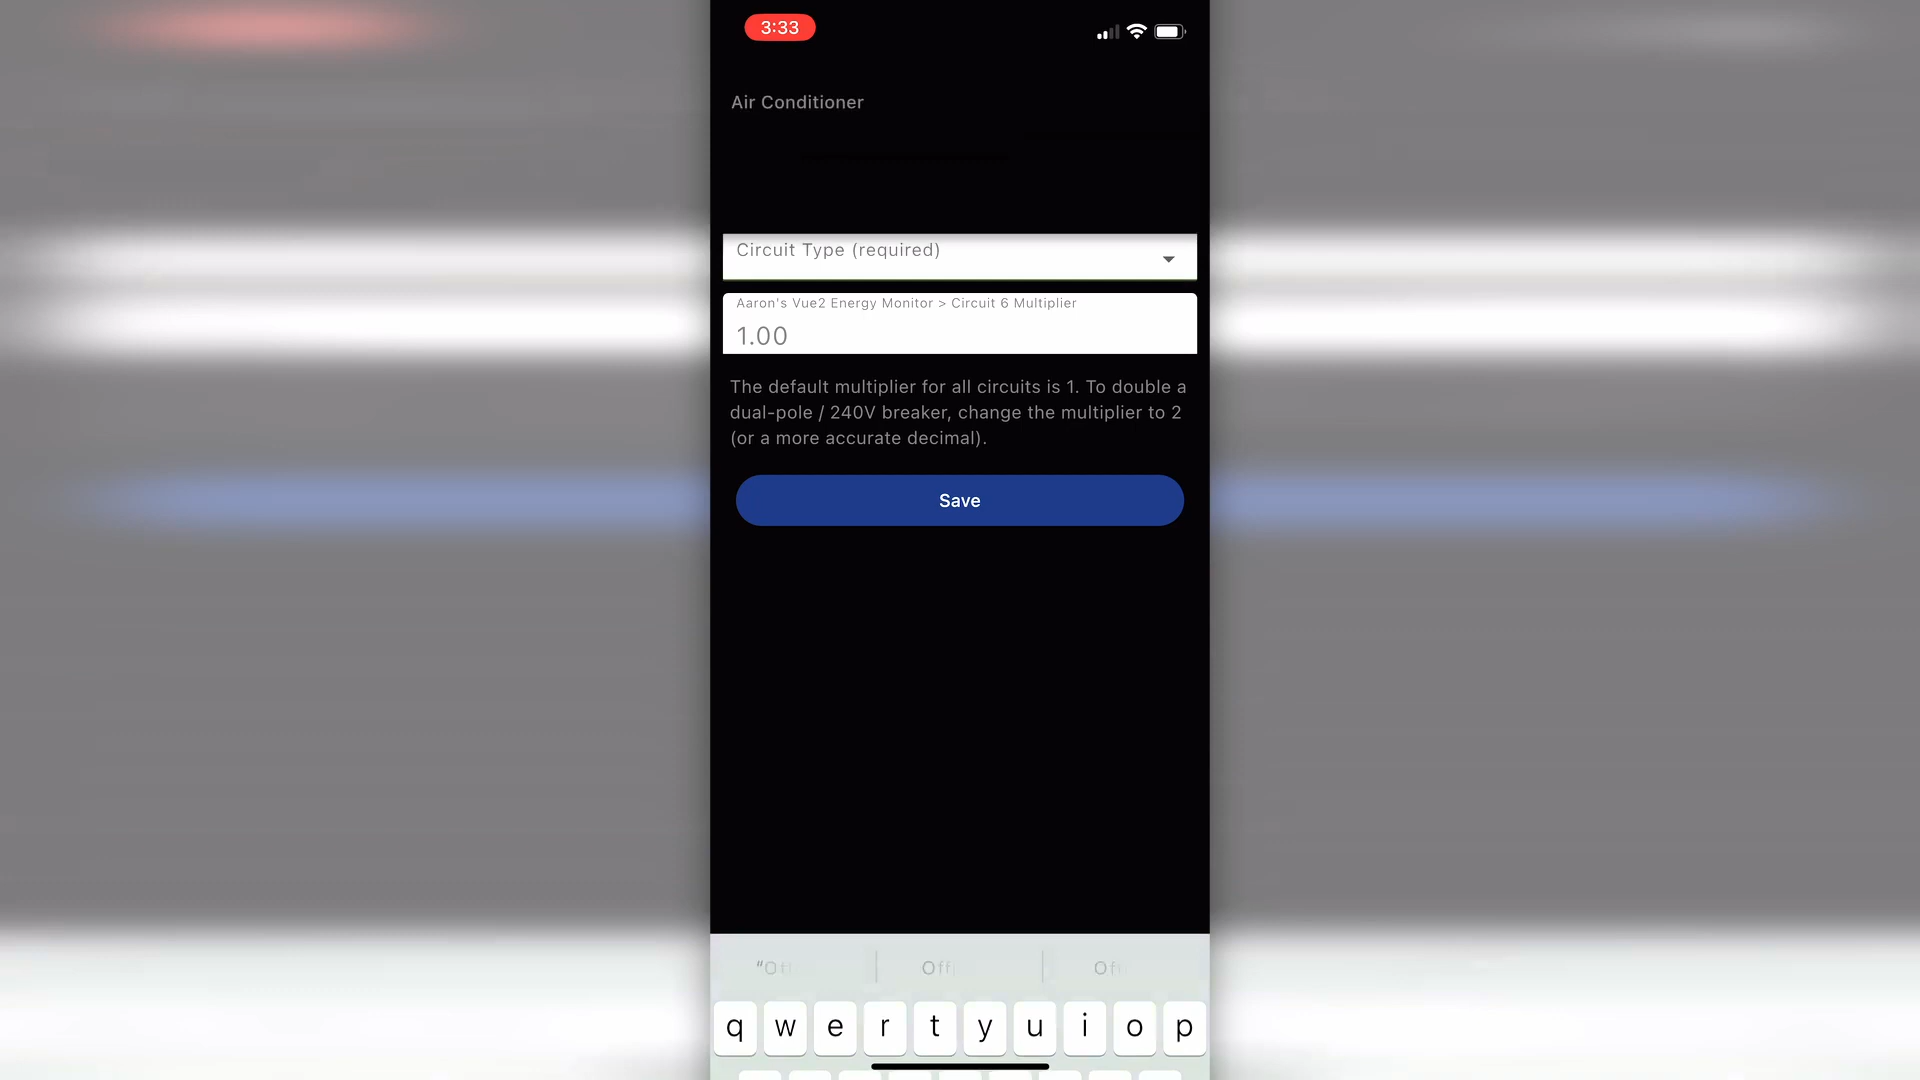 3:33
Air Conditioner
Circuit Type (required)
Aaron's Vue2 Energy Monitor > Circuit 6 Multiplier
1.00
The default multiplier for all circuits is 1. To double a
dual-pole / 240V breaker, change the multiplier to 2
(or a more accurate decimal).
Save
"Off Off Off
q w e r t y u i o p